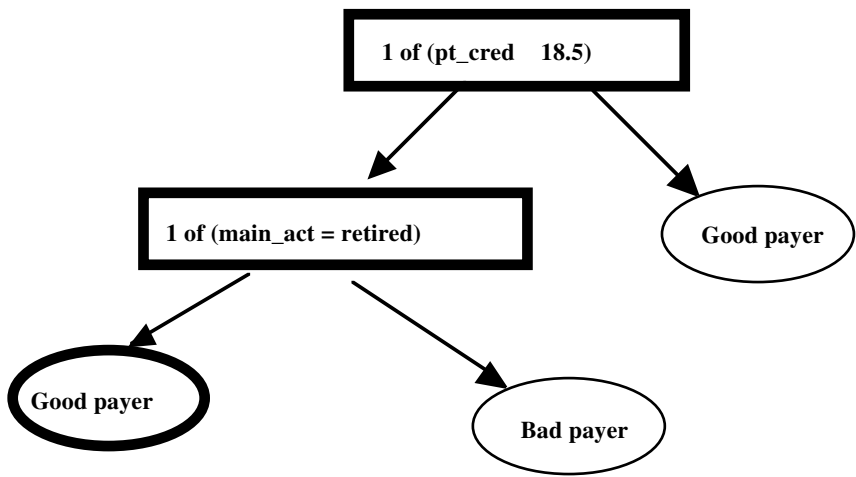 1 of (pt_cred 18.5)
1 of (main_act = retired)
Good payer
Good payer
Bad payer